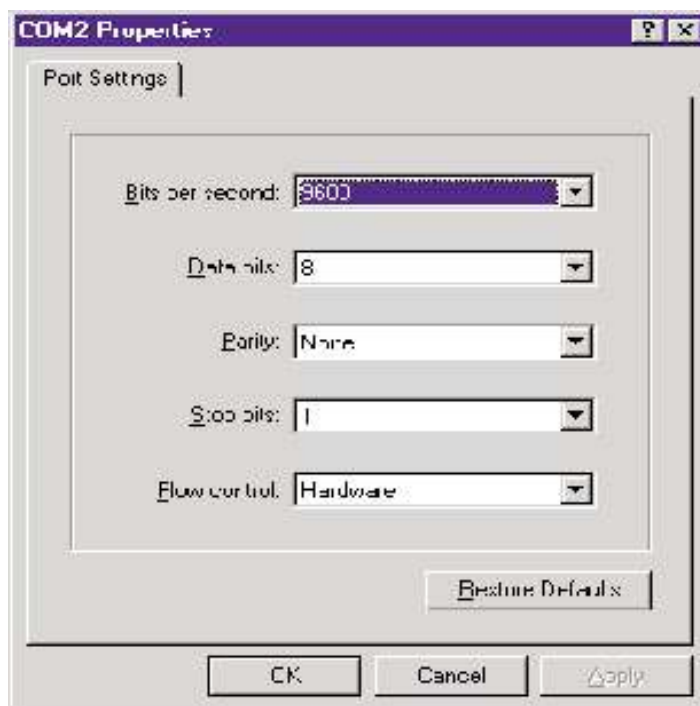 COM2 Properties
Port Settings
Bits per second: 9600
Data bits: 8
Parity: None
Stop bits: 1
Flow control: Hardware
Restore Defaults
OK Cancel Apply